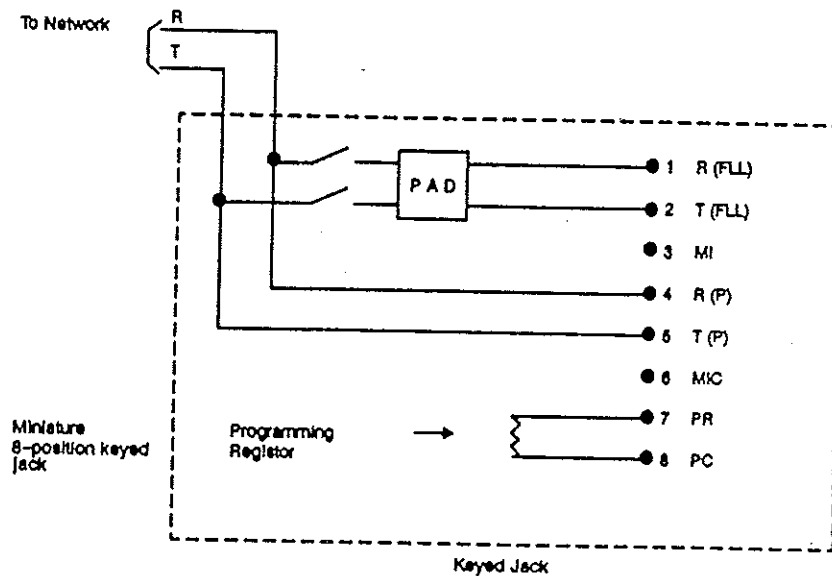 To Network
R
T
PAD
1 R (FLL)
2 T (FLL)
3 MI
4 R (P)
5 T (P)
6 MIC
7 PR
8 PC
Miniature
8-position keyed
jack
Programming
Registor
Keyed Jack